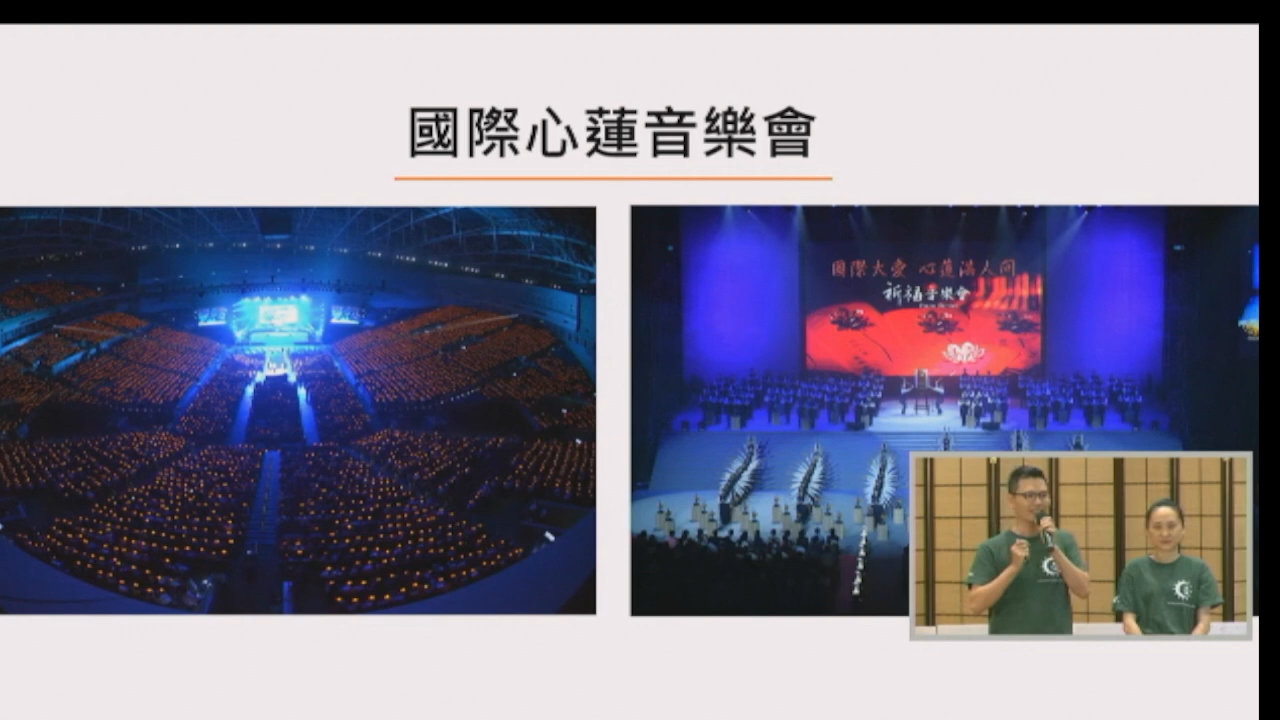 國際心蓮音樂會
國際大愛 心蓮滿人間
祈福音樂會